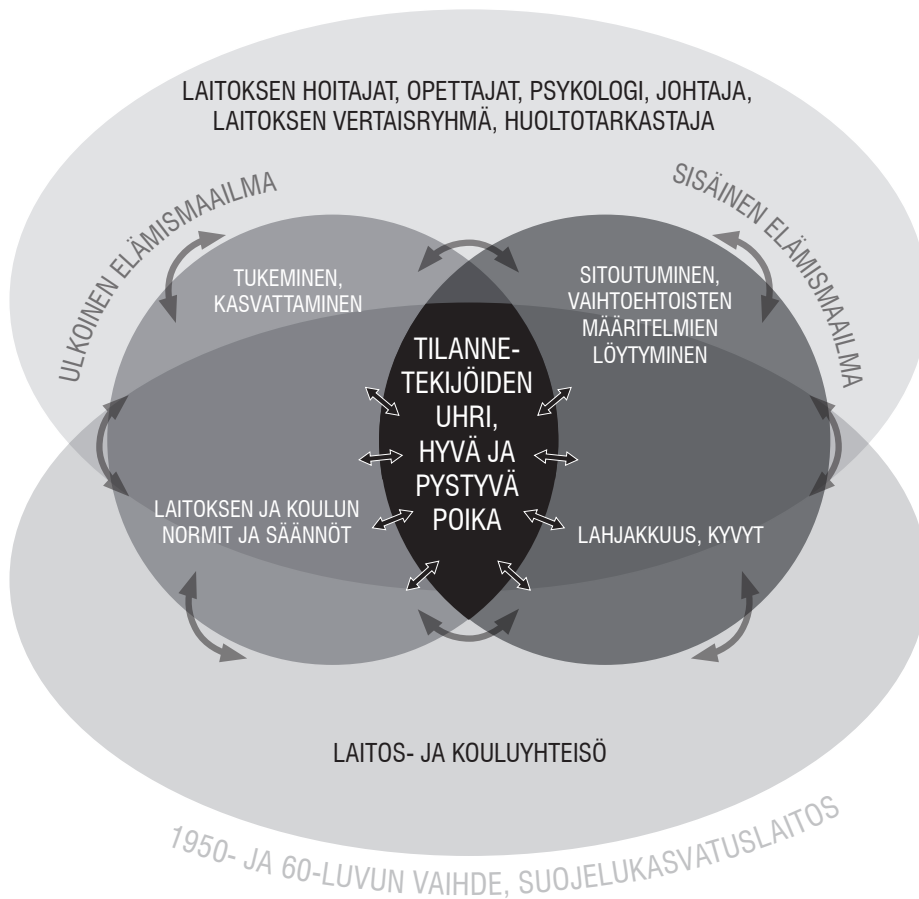 LAITOKSEN HOITAJAT, OPETTAJAT, PSYKOLOGI, JOHTAJA,
LAITOKSEN VERTAISRYHMÄ, HUOLTOTARKASTAJA
ULKOINEN ELÄMISMAAILMA
SISÄINEN ELÄMISMAAILMA
TUKEMINEN,
KASVATTAMINEN
SITOUTUMINEN,
VAIHTOEHTOISTEN
MÄÄRITELMIEN
LÖYTYMINEN
TILANNE-
TEKIJÖIDEN
UHRI,
HYVÄ JA
PYSTYVÄ
POIKA
LAITOKSEN JA KOULUN
NORMIT JA SÄÄNNÖT
LAHJAKKUUS, KYVYT
LAITOS- JA KOULUYHTEISÖ
1950- JA 60-LUVUN VAIHDE, SUOJELUKASVATUSLAITOS